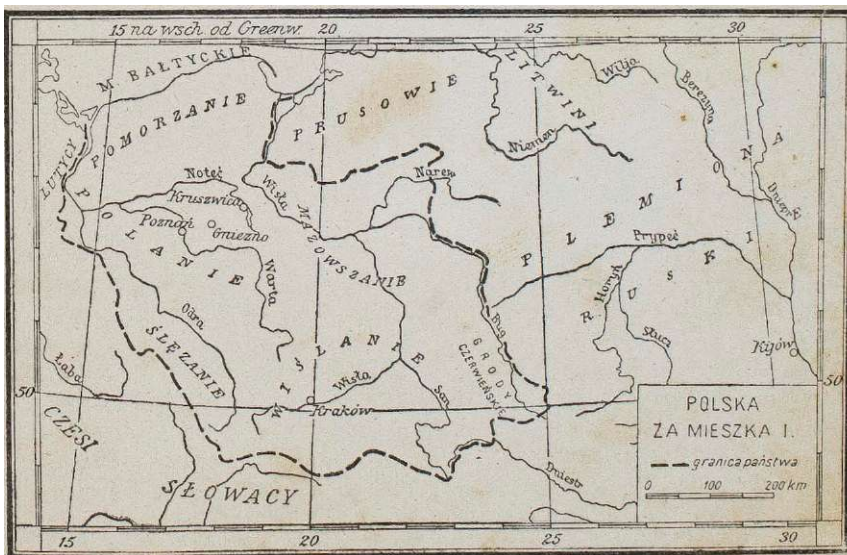 15 na wsch. od Greenw.
20
25
30
M. BAŁTYCKIE
POMORZANIE
LUTYCY
PRUSOWIE
LITWINI
Wilja
Berezyna
Niemen
Dniepr
Noteć
Wisła
Narew
Kruszwica
Poznań
Gniezno
POLANIE
MAZOWSZANIE
PLEMIONA
RUSKI
Prypeć
Warta
Horyń
Słucz
Odra
ŚLĘZANIE
Bug
GRODY
CZERWIEŃSKIE
Kijów
Łaba
WIŚLANIE
Wisła
San
50
50
Kraków
CZESI
SŁOWACY
Dniestr
POLSKA
ZA MIESZKA I.
granica państwa
0 100 200 km
15
20
25
30